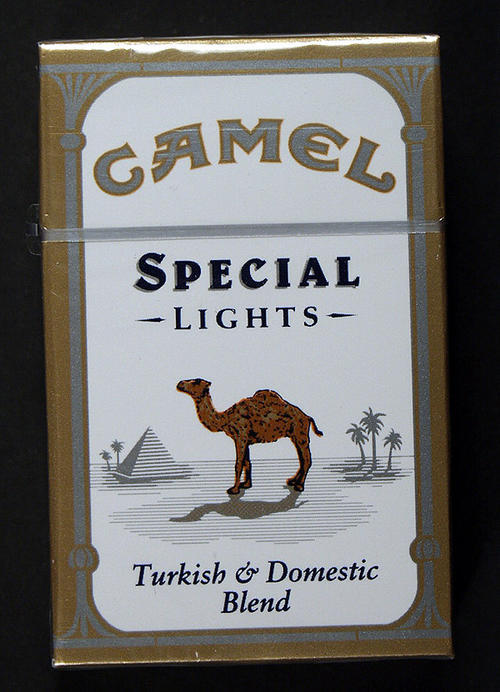 CAMEL
SPECIAL
LIGHTS
Turkish & Domestic
Blend